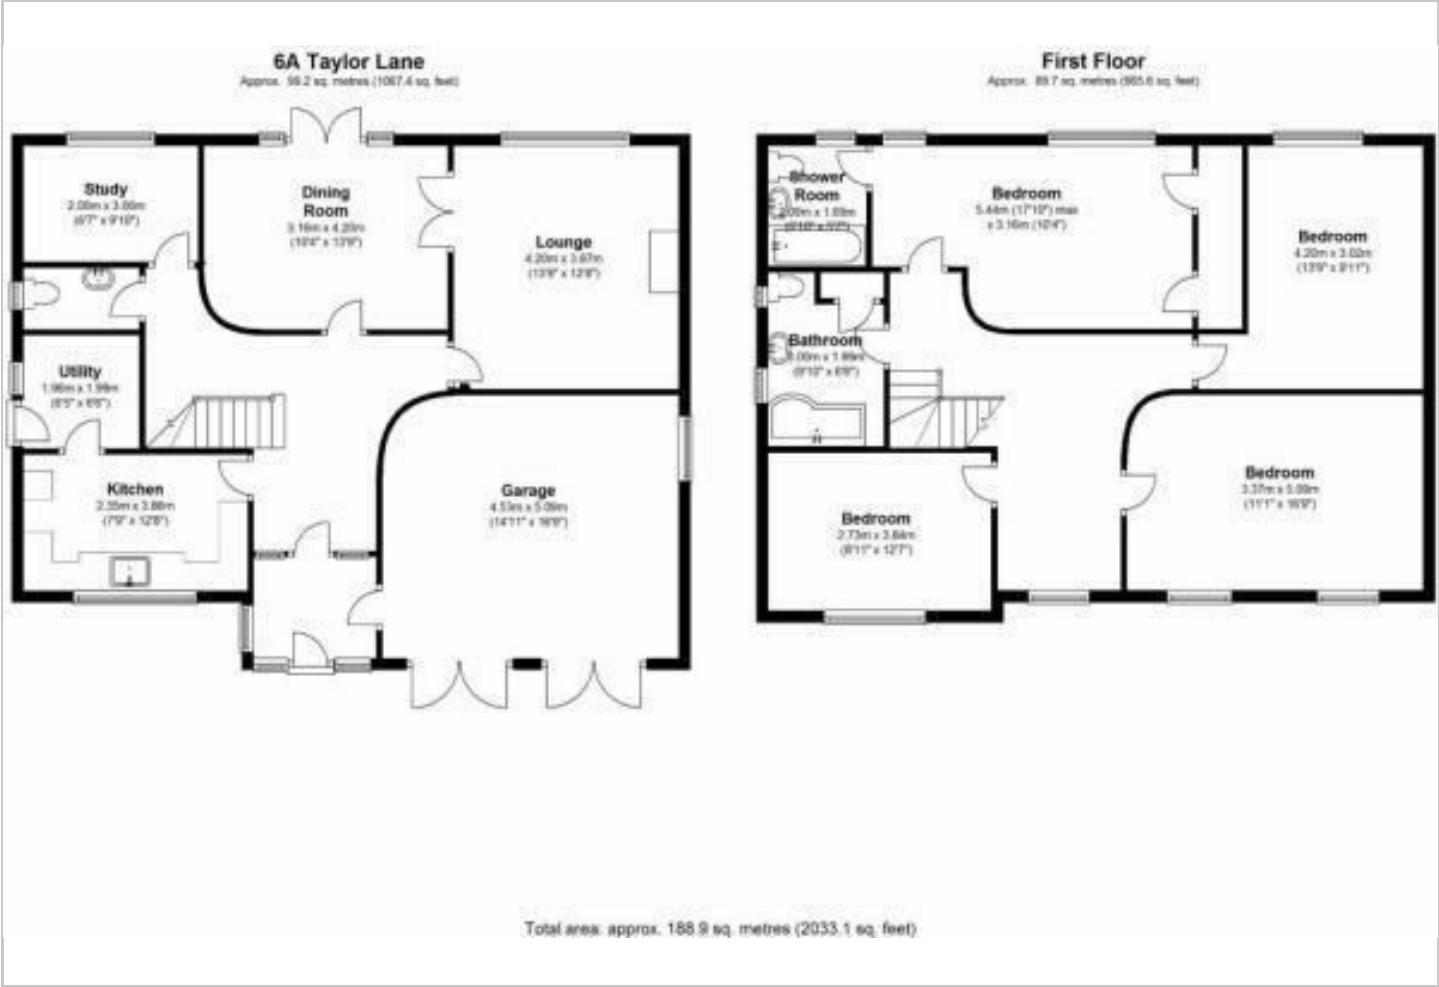 6A Taylor Lane
Approx. 99.2 sq. metres (1067.4 sq. feet)
Study
2.00m x 3.00m
(6'7" x 9'10")
Dining
Room
3.16m x 4.20m
(10'4" x 13'9")
Lounge
4.20m x 3.87m
(13'9" x 12'8")
Utility
1.96m x 1.99m
(6'5" x 6'6")
Kitchen
2.35m x 3.86m
(7'9" x 12'8")
Garage
4.53m x 5.09m
(14'11" x 16'9")
First Floor
Approx. 89.7 sq. metres (965.6 sq. feet)
Shower
Room
Bedroom
5.44m (17'10") max
x 3.16m (10'4")
Bedroom
4.20m x 3.02m
(13'9" x 9'11")
Bathroom
(9'10" x 6'6")
Bedroom
2.73m x 3.84m
(8'11" x 12'7")
Bedroom
3.37m x 5.09m
(11'1" x 16'9")
Total area: approx. 188.9 sq. metres (2033.1 sq. feet)